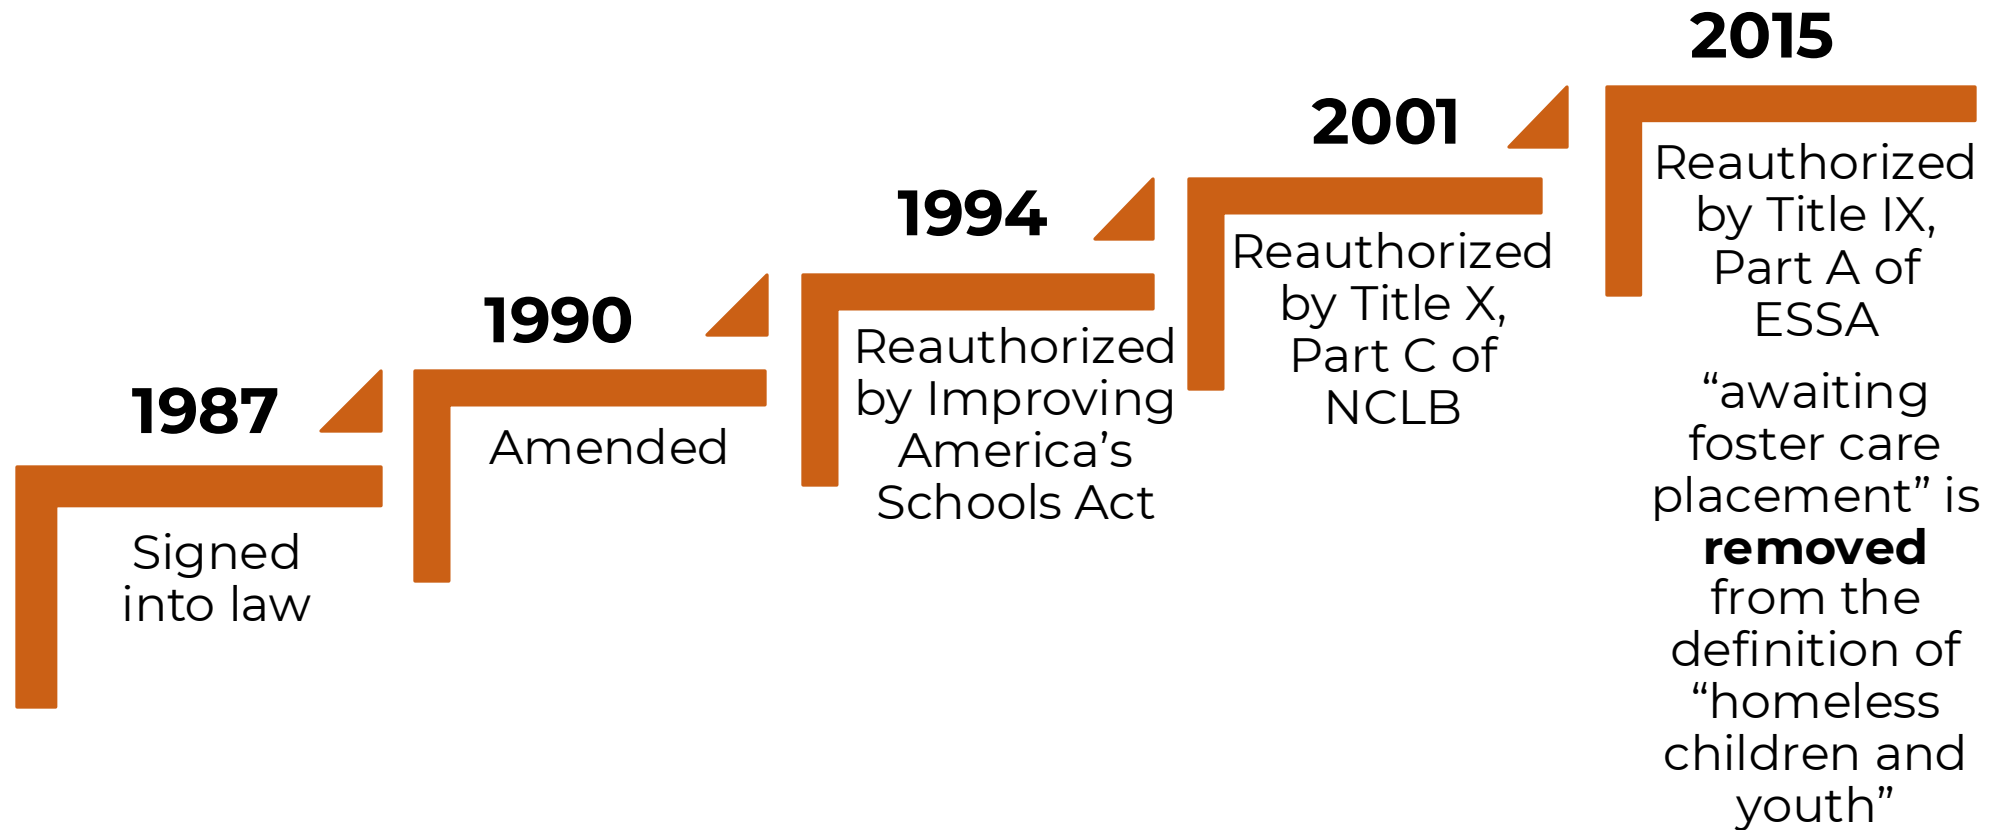 1987
Signed
into law
1990
Amended
1994
Reauthorized
by Improving
America’s
Schools Act
2001
Reauthorized
by Title X,
Part C of
NCLB
2015
Reauthorized
by Title IX,
Part A of
ESSA
“awaiting
foster care
placement” is
removed
from the
definition of
“homeless
children and
youth”